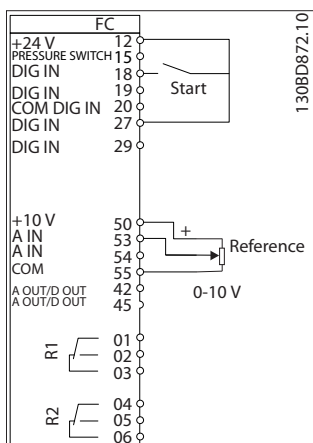 FC
+24 V 12
PRESSURE SWITCH 15
DIG IN 18
DIG IN 19
COM DIG IN 20
DIG IN 27
DIG IN 29
Start
130BD872.10
+10 V 50
A IN 53
A IN 54
COM 55
A OUT/D OUT 42
A OUT/D OUT 45
+
Reference
0-10 V
R1
01
02
03
R2
04
05
06